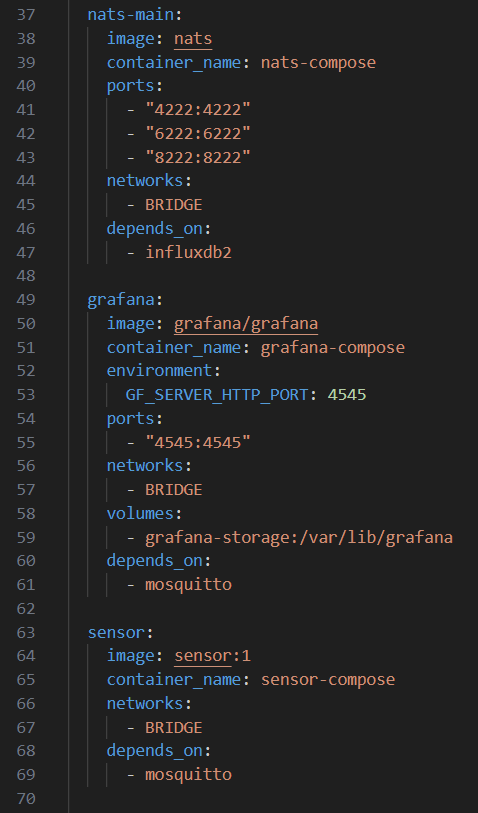 37 nats-main:
38 image: nats
39 container_name: nats-compose
40 ports:
41 - "4222:4222"
42 - "6222:6222"
43 - "8222:8222"
44 networks:
45 - BRIDGE
46 depends_on:
47 - influxdb2
48
49 grafana:
50 image: grafana/grafana
51 container_name: grafana-compose
52 environment:
53 GF_SERVER_HTTP_PORT: 4545
54 ports:
55 - "4545:4545"
56 networks:
57 - BRIDGE
58 volumes:
59 - grafana-storage:/var/lib/grafana
60 depends_on:
61 - mosquitto
62
63 sensor:
64 image: sensor:1
65 container_name: sensor-compose
66 networks:
67 - BRIDGE
68 depends_on:
69 - mosquitto
70